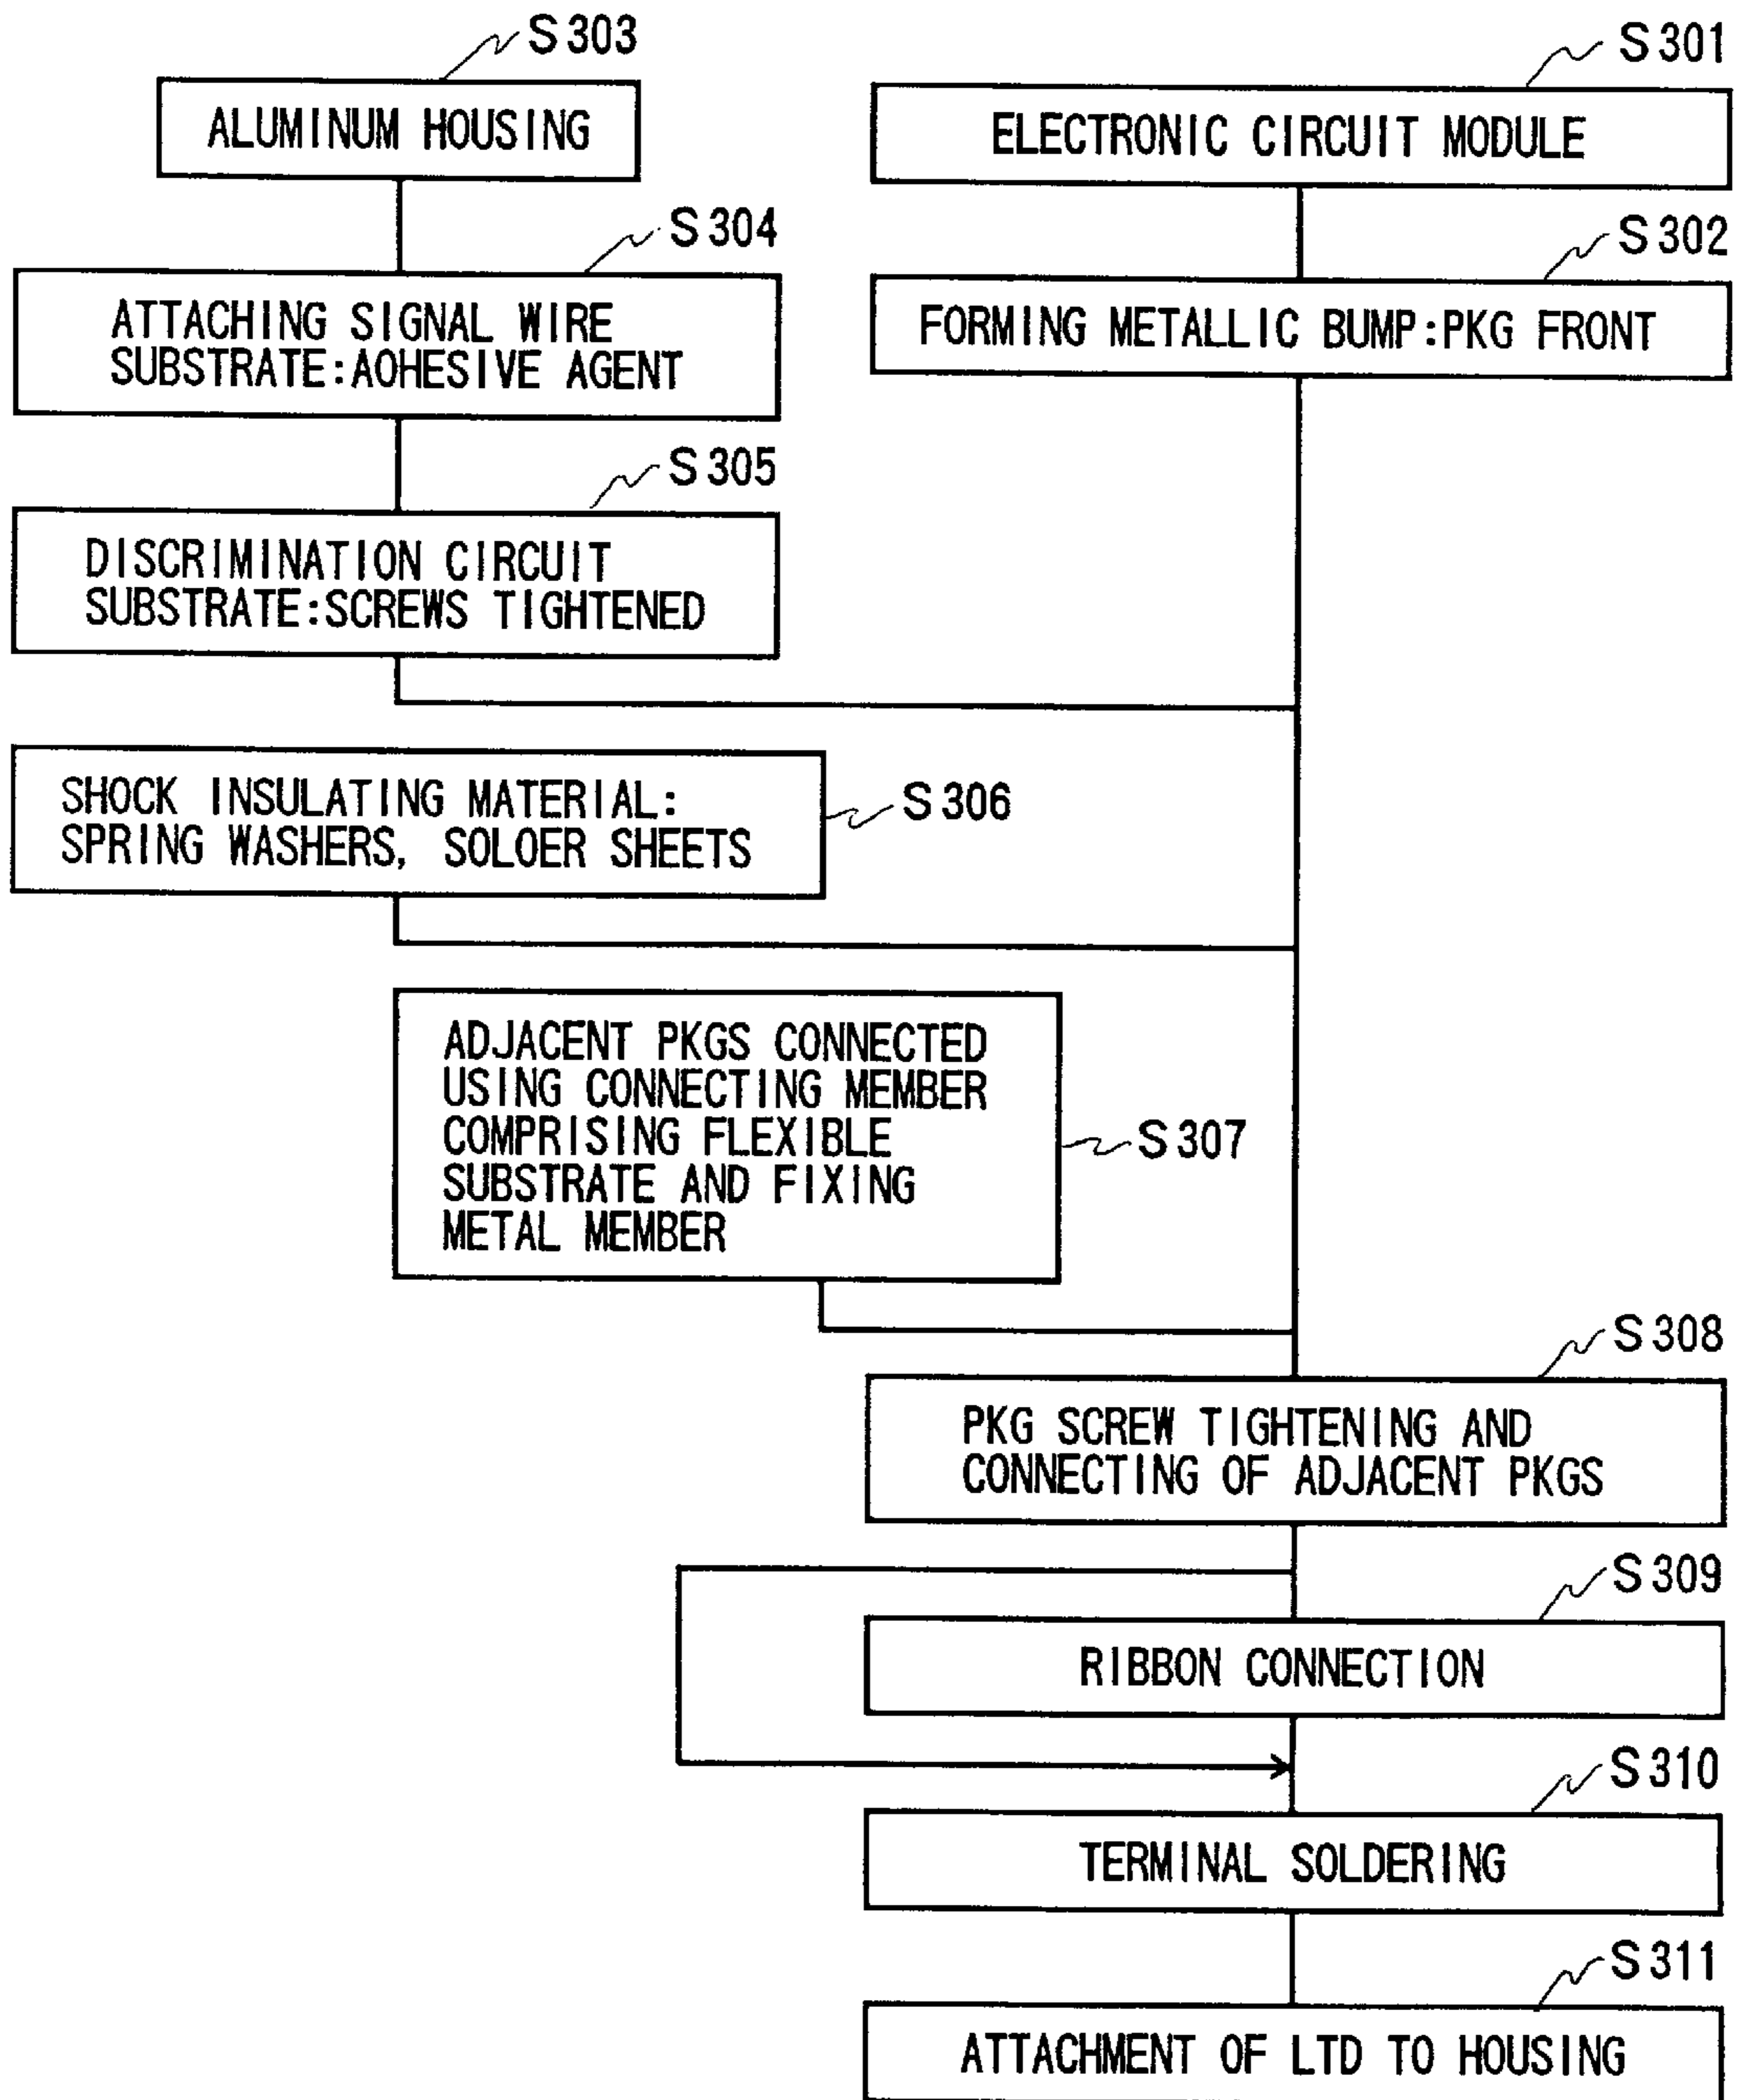 S303
ALUMINUM HOUSING
S301
ELECTRONIC CIRCUIT MODULE
S304
ATTACHING SIGNAL WIRE
SUBSTRATE:AOHESIVE AGENT
S302
FORMING METALLIC BUMP:PKG FRONT
S305
DISCRIMINATION CIRCUIT
SUBSTRATE:SCREWS TIGHTENED
S306
SHOCK INSULATING MATERIAL:
SPRING WASHERS, SOLOER SHEETS
S307
ADJACENT PKGS CONNECTED
USING CONNECTING MEMBER
COMPRISING FLEXIBLE
SUBSTRATE AND FIXING
METAL MEMBER
S308
PKG SCREW TIGHTENING AND
CONNECTING OF ADJACENT PKGS
S309
RIBBON CONNECTION
S310
TERMINAL SOLDERING
S311
ATTACHMENT OF LTD TO HOUSING